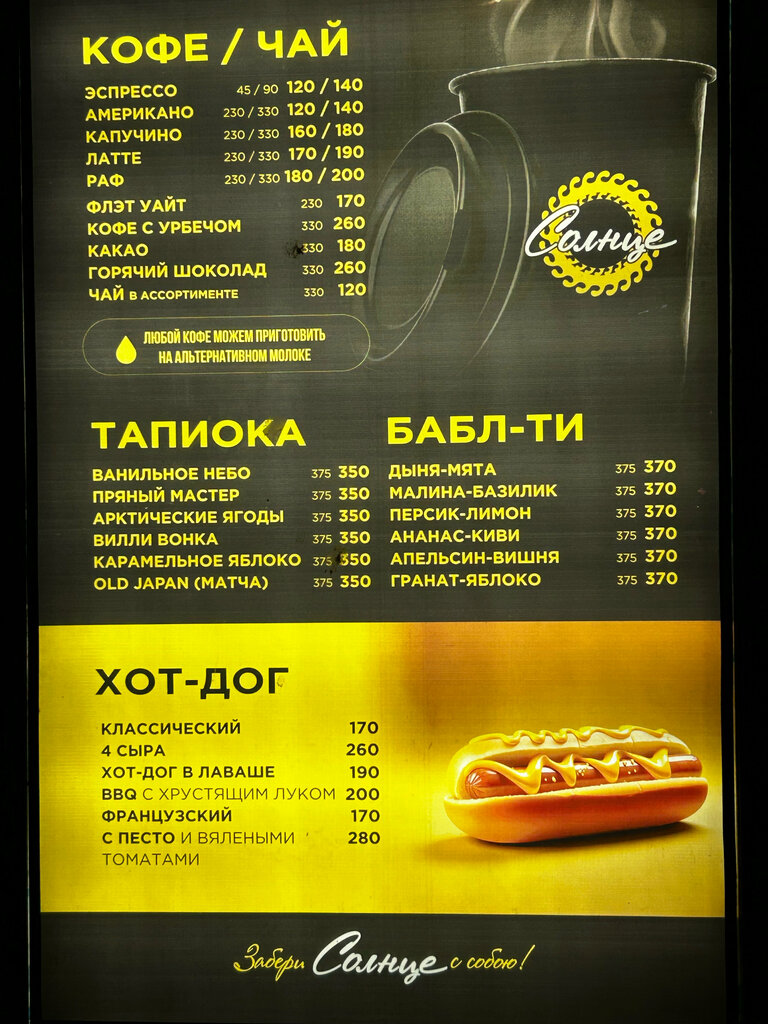 КОФЕ / ЧАЙ
ЭСПРЕССО 45 / 90 120 / 140
АМЕРИКАНО 230 / 330 120 / 140
КАПУЧИНО 230 / 330 160 / 180
ЛАТТЕ 230 / 330 170 / 190
РАФ 230 / 330 180 / 200
ФЛЭТ УАЙТ 230 170
КОФЕ С УРБЕЧОМ 330 260
КАКАО 330 180
ГОРЯЧИЙ ШОКОЛАД 330 260
ЧАЙ В АССОРТИМЕНТЕ 330 120
Солнце
ЛЮБОЙ КОФЕ МОЖЕМ ПРИГОТОВИТЬ
НА АЛЬТЕРНАТИВНОМ МОЛОКЕ
ТАПИОКА
ВАНИЛЬНОЕ НЕБО 375 350
ПРЯНЫЙ МАСТЕР 375 350
АРКТИЧЕСКИЕ ЯГОДЫ 375 350
ВИЛЛИ ВОНКА 375 350
КАРАМЕЛЬНОЕ ЯБЛОКО 375 350
OLD JAPAN (МАТЧА) 375 350
БАБЛ-ТИ
ДЫНЯ-МЯТА 375 370
МАЛИНА-БАЗИЛИК 375 370
ПЕРСИК-ЛИМОН 375 370
АНАНАС-КИВИ 375 370
АПЕЛЬСИН-ВИШНЯ 375 370
ГРАНАТ-ЯБЛОКО 375 370
ХОТ-ДОГ
КЛАССИЧЕСКИЙ 170
4 СЫРА 260
ХОТ-ДОГ В ЛАВАШЕ 190
BBQ С ХРУСТЯЩИМ ЛУКОМ 200
ФРАНЦУЗСКИЙ 170
С ПЕСТО И ВЯЛЕНЫМИ 280
ТОМАТАМИ
Забери Солнце с собою!